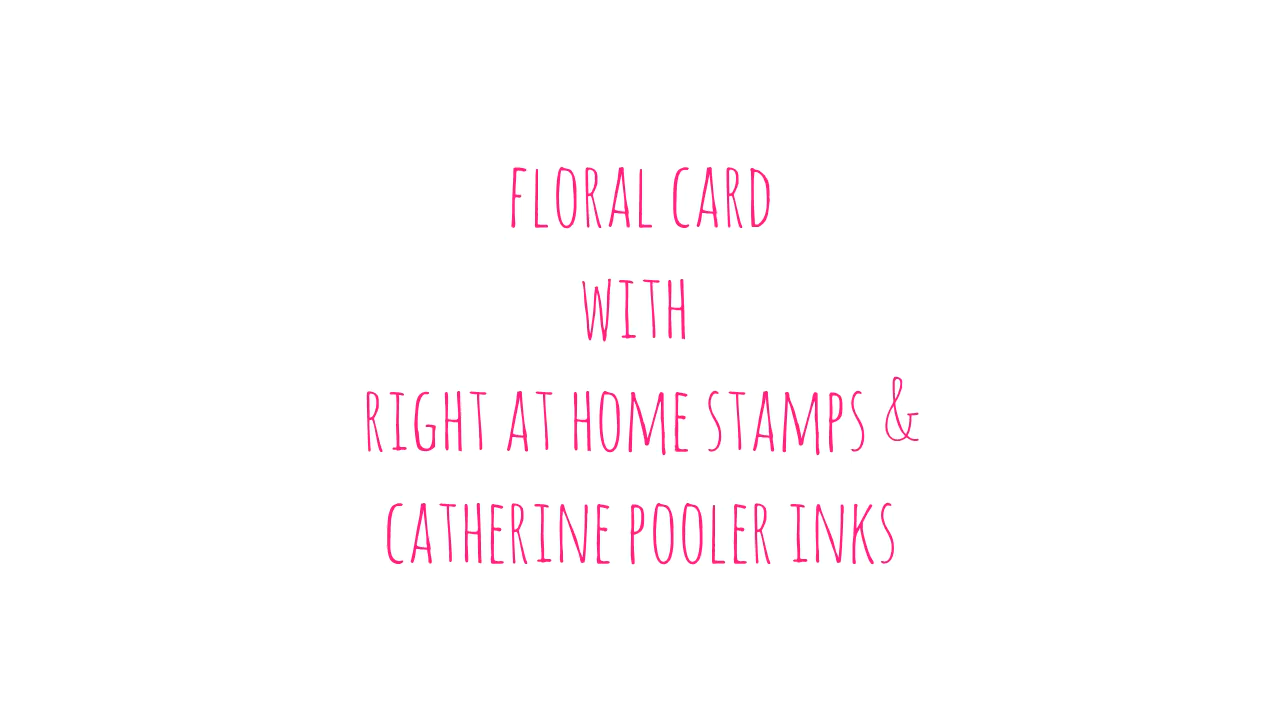 FLORAL CARD
WITH
RIGHT AT HOME STAMPS &
CATHERINE POOLER INKS